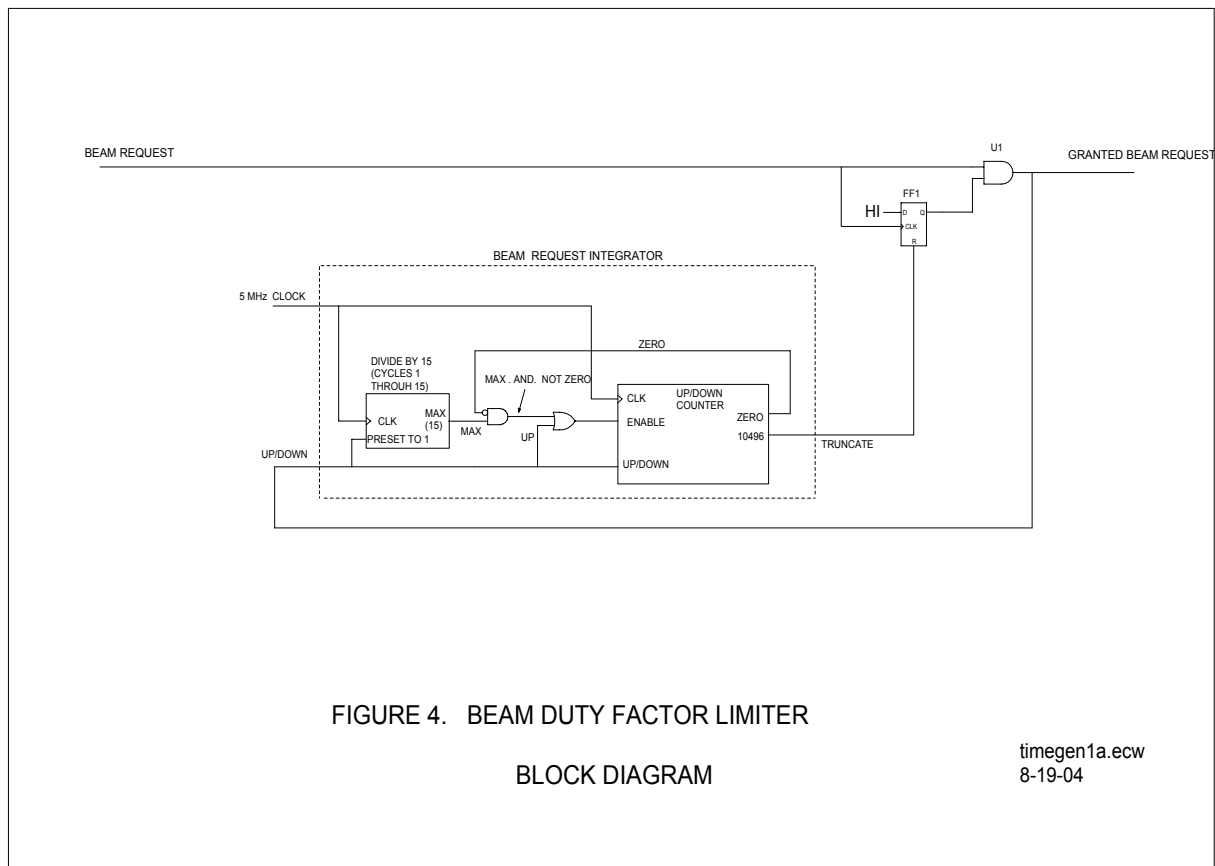 U1
BEAM REQUEST
GRANTED BEAM REQUEST
FF1
HI
D
Q
CLK
R
BEAM REQUEST INTEGRATOR
5 MHz CLOCK
ZERO
DIVIDE BY 15
(CYCLES 1
THROUH 15)
MAX . AND. NOT ZERO
UP/DOWN
COUNTER
CLK
MAX
(15)
PRESET TO 1
MAX
UP
CLK
ENABLE
ZERO
10496
TRUNCATE
UP/DOWN
UP/DOWN
FIGURE 4. BEAM DUTY FACTOR LIMITER
BLOCK DIAGRAM
timegen1a.ecw
8-19-04